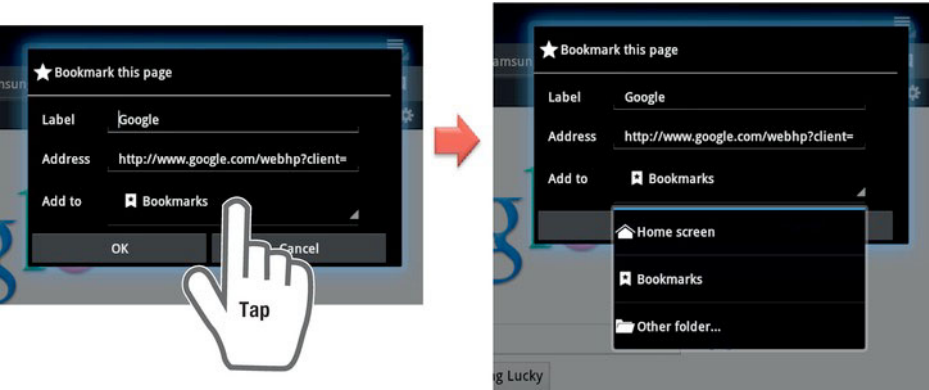 Bookmark this page
Label Google
Address http://www.google.com/webhp?client=
Add to Bookmarks
OK Cancel
Tap
Bookmark this page
Label Google
Address http://www.google.com/webhp?client=
Add to Bookmarks
Home screen
Bookmarks
Other folder...
Lucky